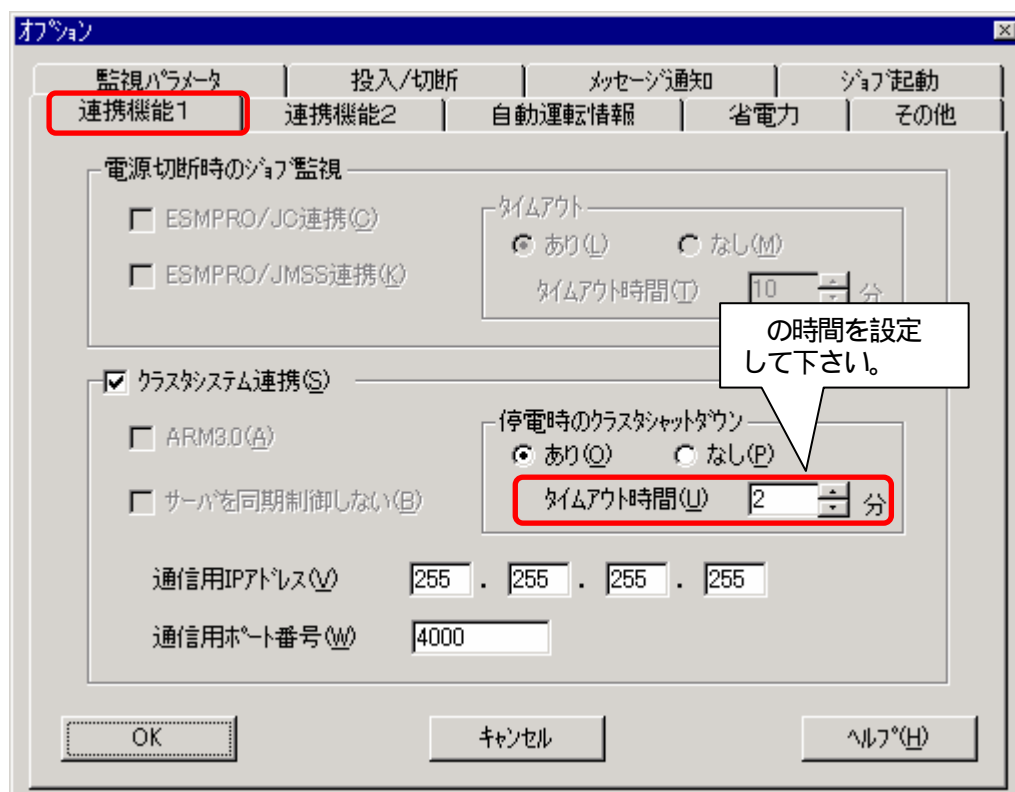 オプション
監視パラメータ 投入/切断 メッセージ通知 ジョブ起動
連携機能1 連携機能2 自動運転情報 省電力 その他
電源切断時のジョブ監視
ESMPRO/JC連携(C)
ESMPRO/JMSS連携(K)
タイムアウト
あり(L) なし(M)
タイムアウト時間(T) 10 分
の時間を設定
して下さい。
クラスタシステム連携(S)
ARM3.0(A)
サーバを同期制御しない(B)
停電時のクラスタシャットダウン
あり(O) なし(P)
タイムアウト時間(U) 2 分
通信用IPアドレス(V) 255 . 255 . 255 . 255
通信用ポート番号(W) 4000
OK キャンセル ヘルプ(H)